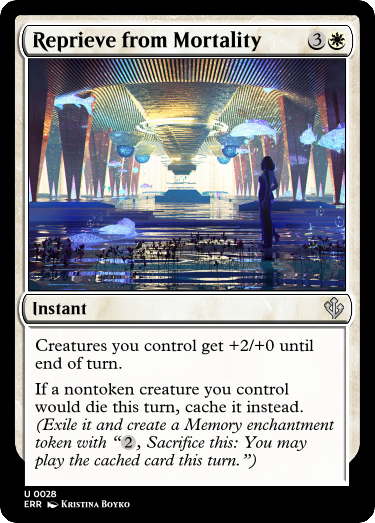 Reprieve from Mortality 3
Instant
Creatures you control get +2/+0 until
end of turn.
If a nontoken creature you control
would die this turn, cache it instead.
(Exile it and create a Memory enchantment
token with “2, Sacrifice this: You may
play the cached card this turn.”)
U 0028
ERR Kristina Boyko